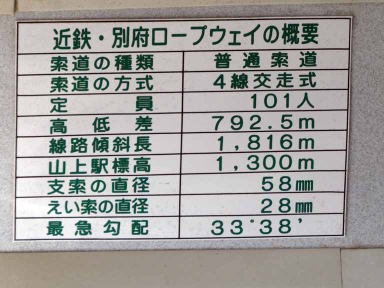 近鉄・別府ロープウェイの概要
索道の種類 普通索道
索道の方式 4線交走式
定員 101人
高低差 792.5m
線路傾斜長 1,816m
山上駅標高 1,300m
支索の直径 58mm
えい索の直径 28mm
最急勾配 33°38'